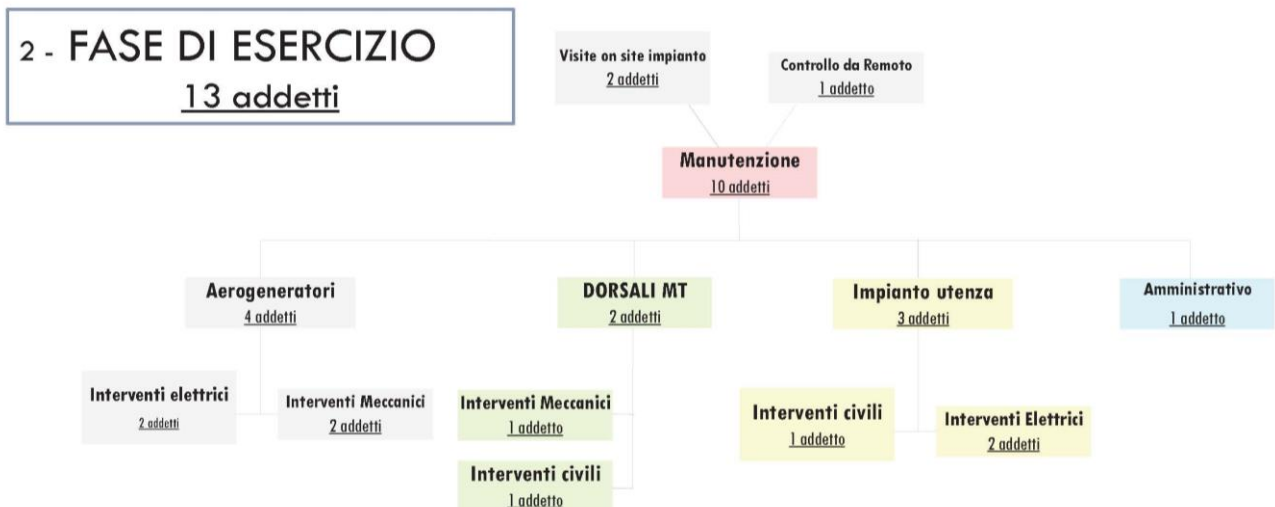 2 - FASE DI ESERCIZIO
13 addetti
Visite on site impianto
2 addetti
Controllo da Remoto
1 addetto
Manutenzione
10 addetti
Aerogeneratori
4 addetti
DORSALI MT
2 addetti
Impianto utenza
3 addetti
Amministrativo
1 addetto
Interventi elettrici
2 addetti
Interventi Meccanici
2 addetti
Interventi Meccanici
1 addetto
Interventi civili
1 addetto
Interventi civili
1 addetto
Interventi Elettrici
2 addetti